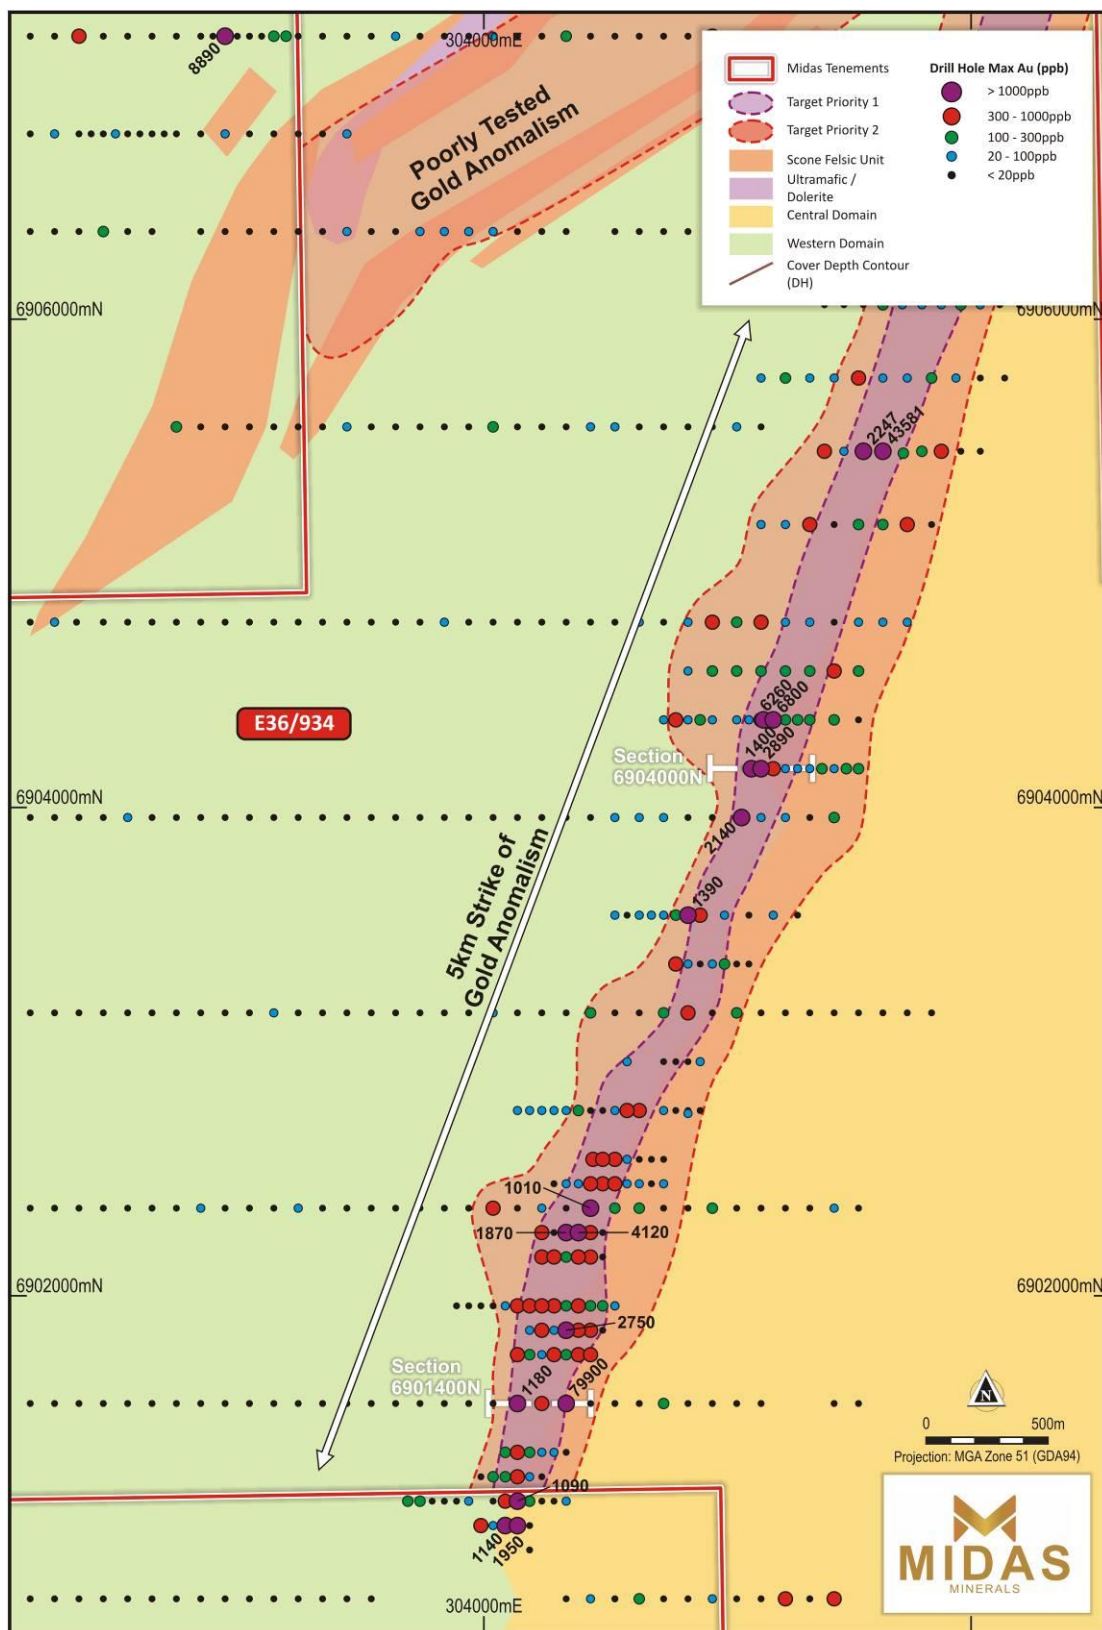 304000mE
8890
Poorly Tested
Gold Anomalism
Midas Tenements
Target Priority 1
Target Priority 2
Scone Felsic Unit
Ultramafic /
Dolerite
Central Domain
Western Domain
Cover Depth Contour
(DH)
Drill Hole Max Au (ppb)
> 1000ppb
300 - 1000ppb
100 - 300ppb
20 - 100ppb
< 20ppb
6906000mN
6906000mN
2247
43581
E36/934
6260
6800
1400
2890
Section
6904000N
6904000mN
6904000mN
2140
5km Strike of
Gold Anomalism
1390
1010
1870
4120
6902000mN
6902000mN
2750
Section
6901400N
1180
79900
N
0 500m
Projection: MGA Zone 51 (GDA94)
1090
1140
1950
304000mE
MIDAS
MINERALS